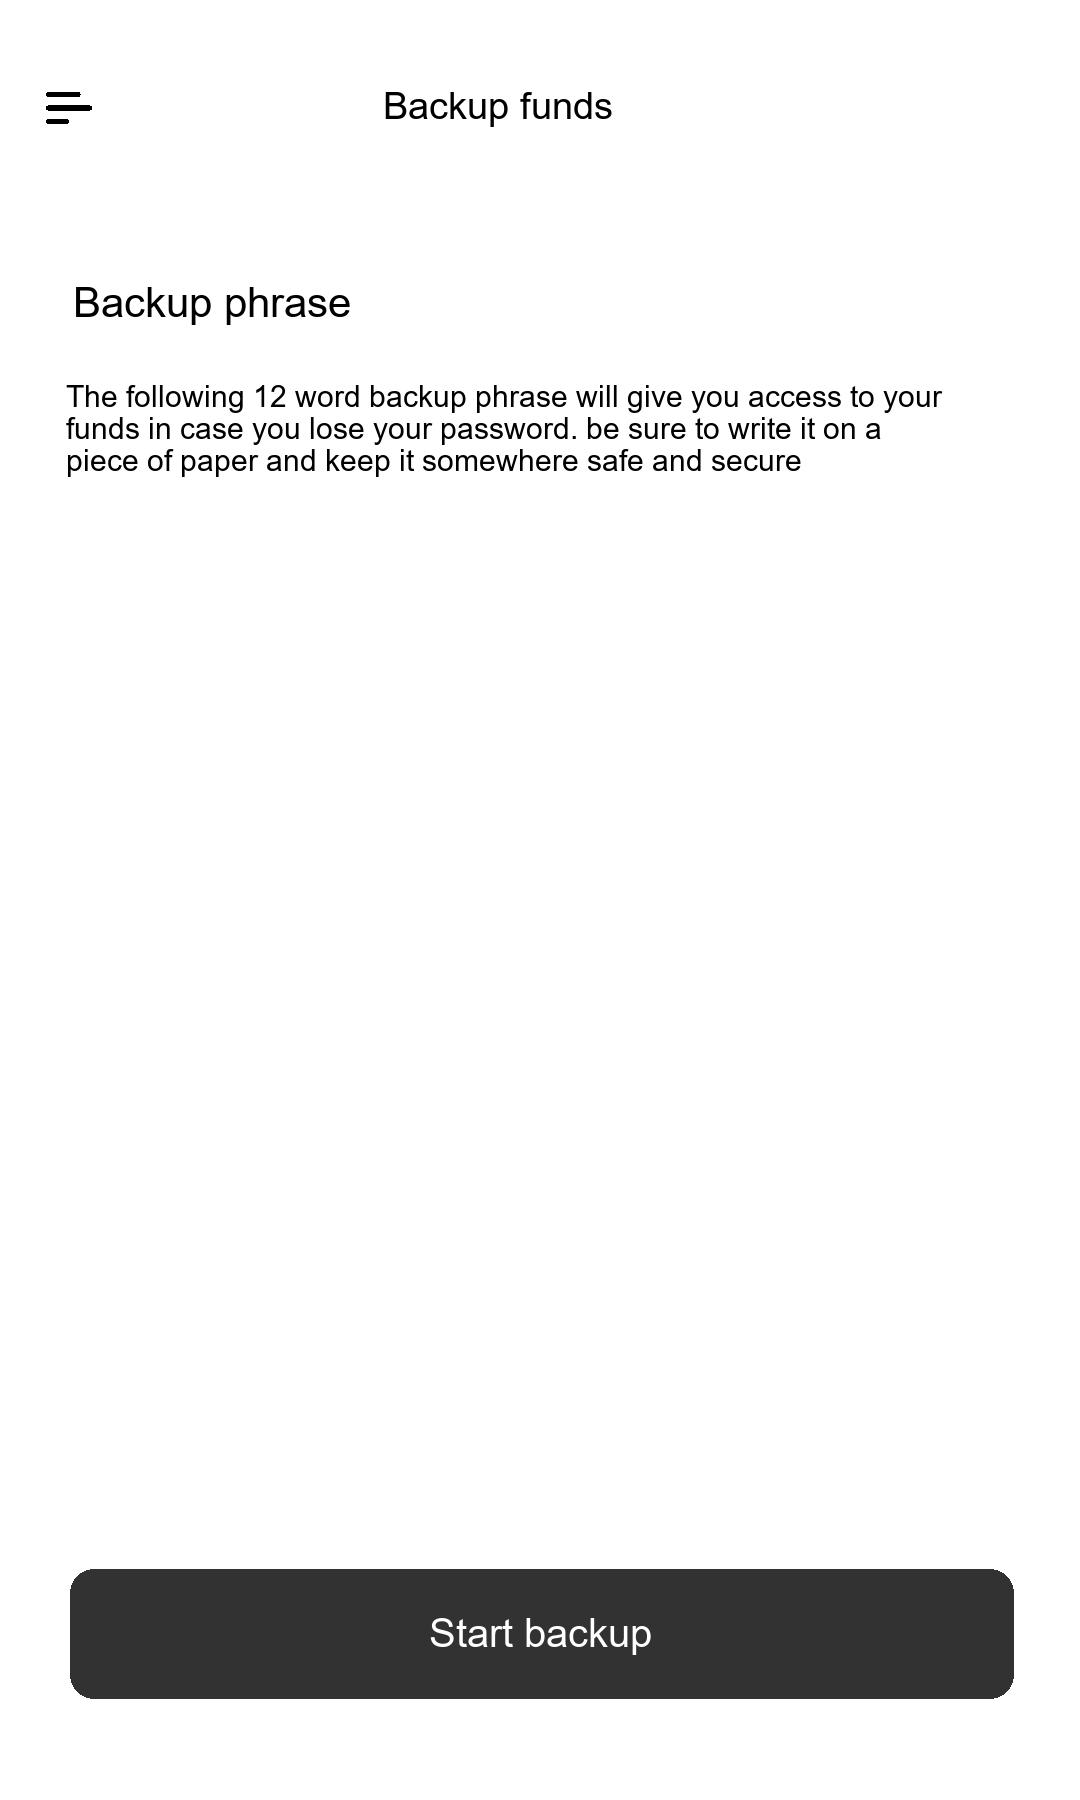 Backup funds
Backup phrase
The following 12 word backup phrase will give you access to your
funds in case you lose your password. be sure to write it on a
piece of paper and keep it somewhere safe and secure
Start backup